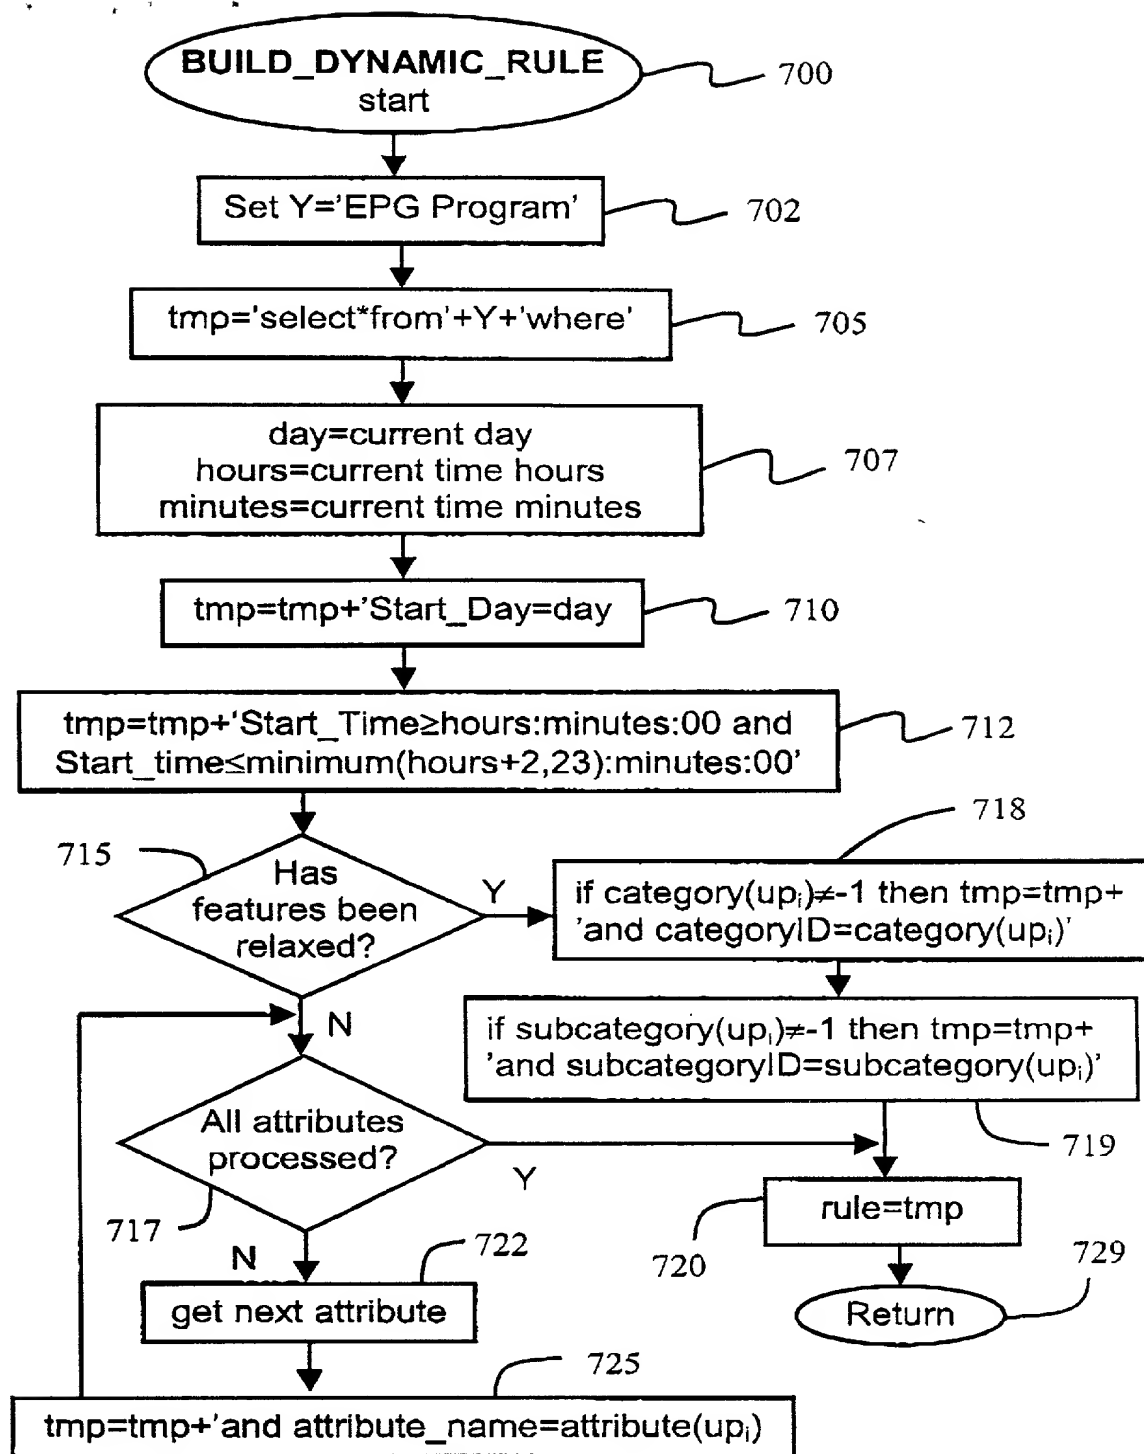 BUILD_DYNAMIC_RULE
start
700
Set Y='EPG Program'
702
tmp='select*from'+Y+'where'
705
day=current day
hours=current time hours
minutes=current time minutes
707
tmp=tmp+'Start_Day=day
710
tmp=tmp+'Start_Time≥hours:minutes:00 and
Start_time≤minimum(hours+2,23):minutes:00'
712
715
Has
features been
relaxed?
Y
N
718
if category(upᵢ)≠-1 then tmp=tmp+
'and categoryID=category(upᵢ)'
if subcategory(upᵢ)≠-1 then tmp=tmp+
'and subcategoryID=subcategory(upᵢ)'
719
All attributes
processed?
Y
717
N
rule=tmp
720
722
get next attribute
729
Return
725
tmp=tmp+'and attribute_name=attribute(upᵢ)